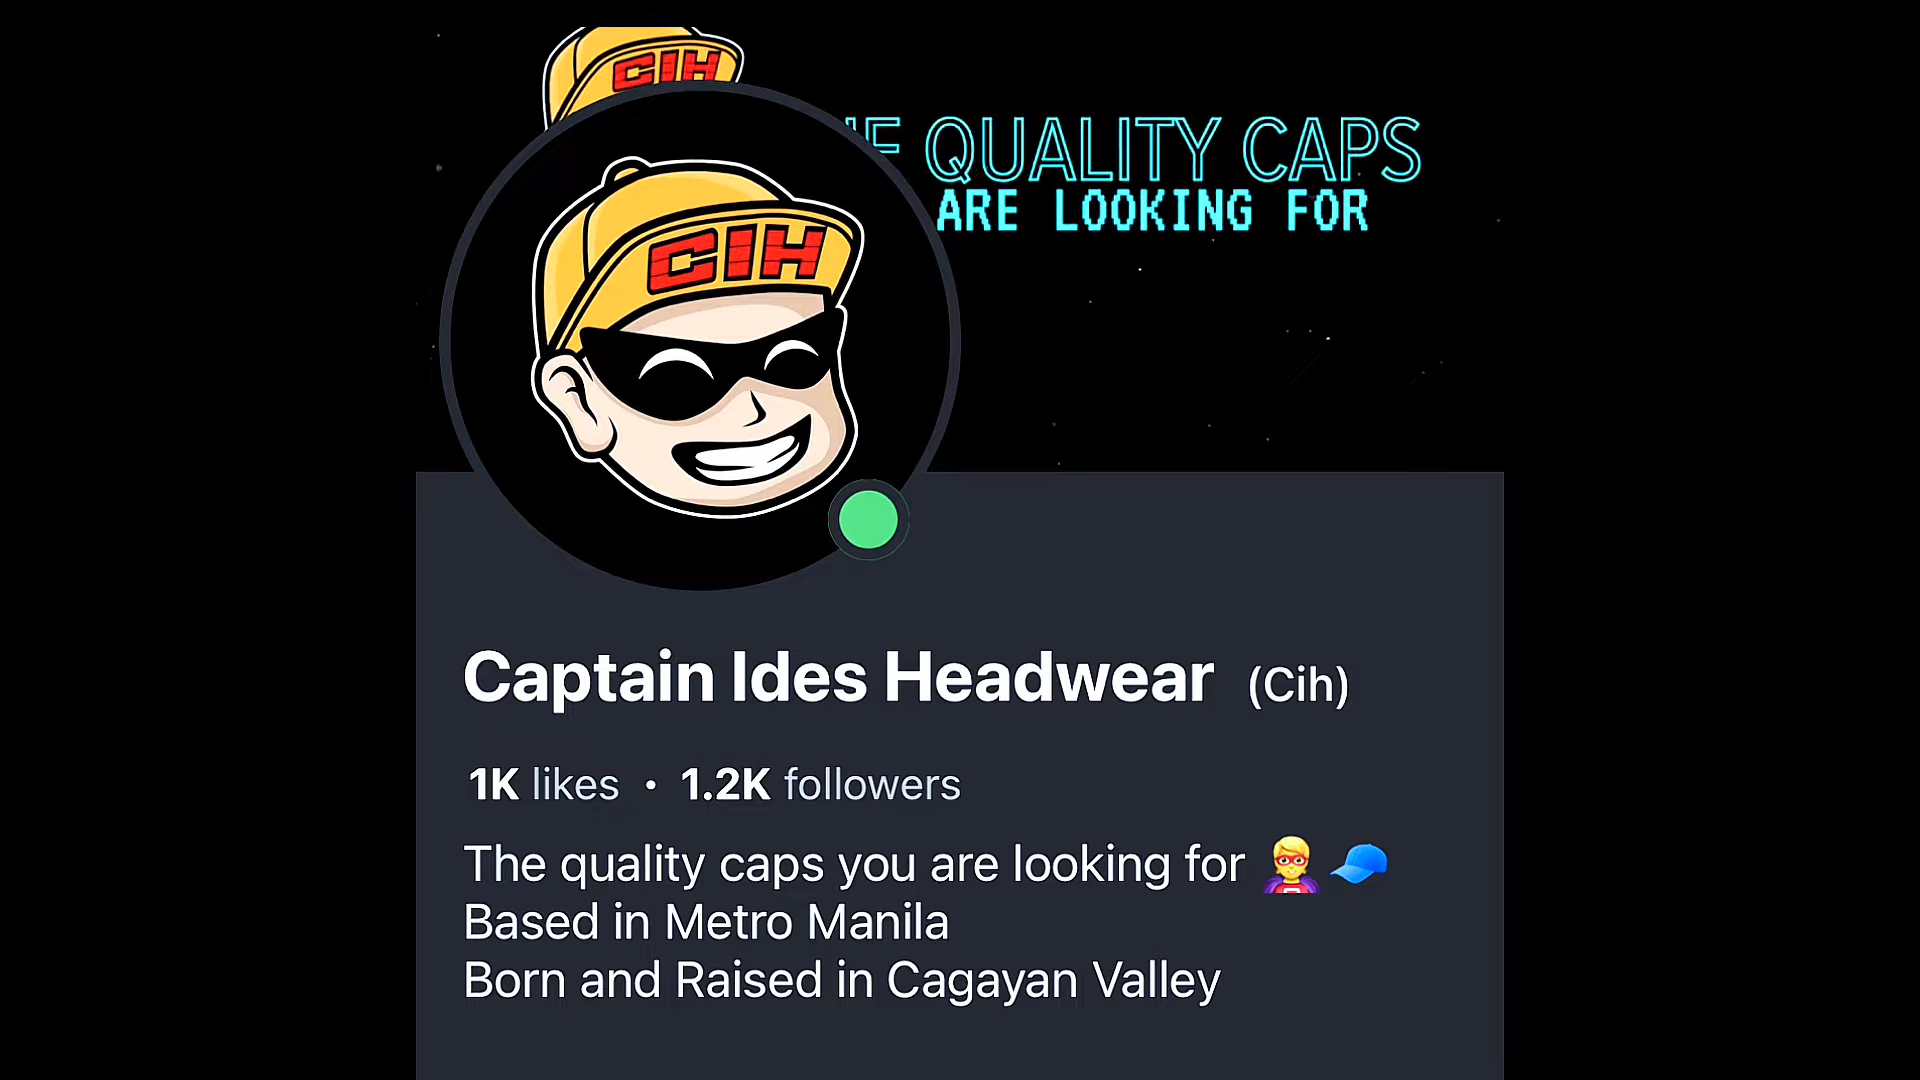 CIH
QUALITY CAPS
ARE LOOKING FOR
CIH
Captain Ides Headwear (Cih)
1K likes • 1.2K followers
The quality caps you are looking for
Based in Metro Manila
Born and Raised in Cagayan Valley